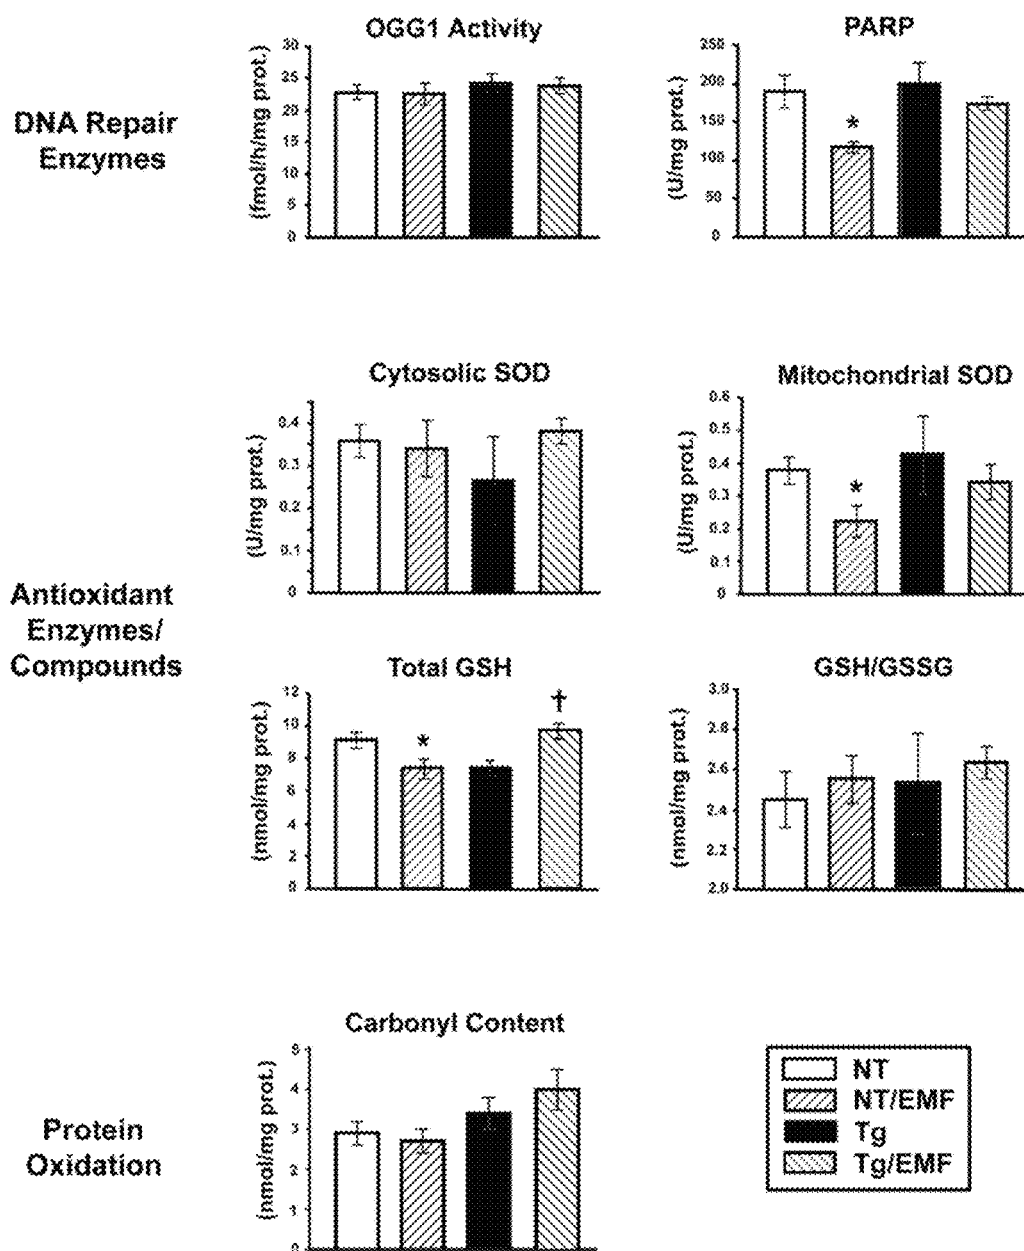 OGG1 Activity
PARP
DNA Repair
Enzymes
(fmol/h/mg prot.)
30
25
20
15
10
5
0
(U/mg prot.)
250
200
150
100
50
0
*
Cytosolic SOD
Mitochondrial SOD
(U/mg prot.)
0.4
0.3
0.2
0.1
0
(U/mg prot.)
0.6
0.5
0.4
0.3
0.2
0.1
0
*
Antioxidant
Enzymes/
Compounds
Total GSH
GSH/GSSG
(nmol/mg prot.)
12
10
8
6
4
2
0
*
†
(nmol/mg prot.)
3.0
2.8
2.6
2.4
2.2
2.0
Carbonyl Content
Protein
Oxidation
(nmol/mg prot.)
5
4
3
2
1
0
NT
NT/EMF
Tg
Tg/EMF